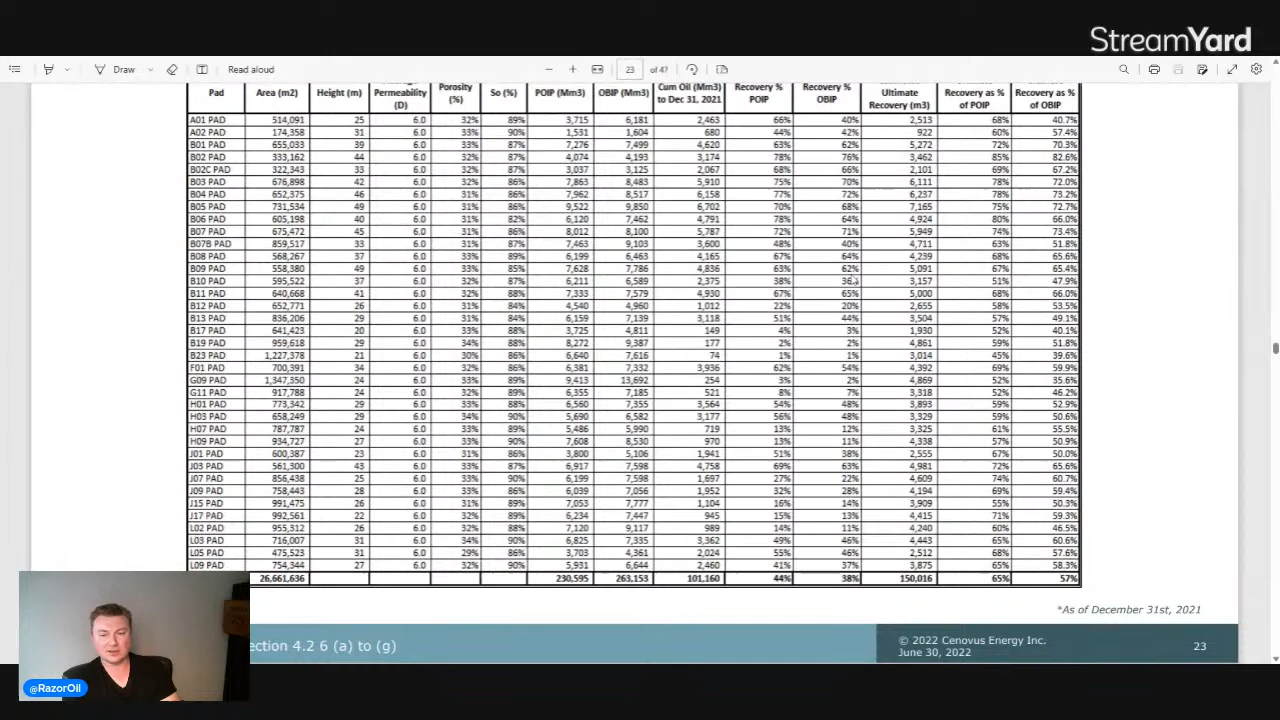 StreamYard
Draw
Read aloud
23 of 47
Pad Area (m2) Height (m) Permeability (D) Porosity (%) So (%) POIP (Mm3) OBIP (Mm3) Cum Oil (Mm3) to Dec 31, 2021 Recovery % POIP Recovery % OBIP Ultimate Recovery (m3) Recovery as % of POIP Recovery as % of OBIP
A01 PAD 514,091 25 6.0 32% 89% 3,715 6,181 2,463 66% 40% 2,513 68% 40.7%
A02 PAD 174,358 31 6.0 33% 90% 1,531 1,604 680 44% 42% 922 60% 57.4%
B01 PAD 655,033 39 6.0 33% 87% 7,276 7,499 4,620 63% 62% 5,272 72% 70.3%
B02 PAD 333,162 44 6.0 32% 87% 4,074 4,193 3,174 78% 76% 3,462 85% 82.6%
B02C PAD 322,343 33 6.0 32% 87% 3,037 3,125 2,067 68% 66% 2,101 69% 67.2%
B03 PAD 676,898 42 6.0 32% 86% 7,863 8,483 5,910 75% 70% 6,111 78% 72.0%
B04 PAD 652,375 46 6.0 31% 86% 7,962 8,517 6,158 77% 72% 6,237 78% 73.2%
B05 PAD 731,534 49 6.0 31% 86% 9,522 9,850 6,702 70% 68% 7,165 75% 72.7%
B06 PAD 605,198 40 6.0 31% 82% 6,120 7,462 4,791 78% 64% 4,924 80% 66.0%
B07 PAD 675,472 45 6.0 31% 86% 8,012 8,100 5,787 72% 71% 5,949 74% 73.4%
B07B PAD 859,517 33 6.0 31% 87% 7,463 9,103 3,600 48% 40% 4,711 63% 51.8%
B08 PAD 568,267 37 6.0 33% 89% 6,199 6,463 4,165 67% 64% 4,239 68% 65.6%
B09 PAD 558,380 49 6.0 33% 85% 7,628 7,786 4,836 63% 62% 5,091 67% 65.4%
B10 PAD 595,522 37 6.0 32% 87% 6,211 6,589 2,375 38% 36% 3,157 51% 47.9%
B11 PAD 640,668 41 6.0 32% 88% 7,333 7,579 4,930 67% 65% 5,000 68% 66.0%
B12 PAD 652,771 26 6.0 31% 84% 4,540 4,960 1,012 22% 20% 2,655 58% 53.5%
B13 PAD 836,206 29 6.0 31% 84% 6,159 7,139 3,118 51% 44% 3,504 57% 49.1%
B17 PAD 641,423 20 6.0 33% 88% 3,725 4,811 149 4% 3% 1,930 52% 40.1%
B19 PAD 959,618 29 6.0 34% 88% 8,272 9,387 177 2% 2% 4,861 59% 51.8%
B23 PAD 1,227,378 21 6.0 30% 86% 6,640 7,616 74 1% 1% 3,014 45% 39.6%
F01 PAD 700,391 34 6.0 32% 86% 6,381 7,332 3,936 62% 54% 4,392 69% 59.9%
G09 PAD 1,347,350 24 6.0 33% 89% 9,413 13,692 254 3% 2% 4,869 52% 35.6%
G11 PAD 917,788 24 6.0 32% 89% 6,355 7,185 521 8% 7% 3,318 52% 46.2%
H01 PAD 773,342 29 6.0 33% 88% 6,560 7,355 3,564 54% 48% 3,893 59% 52.9%
H03 PAD 658,249 29 6.0 34% 90% 5,690 6,582 3,177 56% 48% 3,329 59% 50.6%
H07 PAD 787,787 24 6.0 33% 89% 5,486 5,990 719 13% 12% 3,325 61% 55.5%
H09 PAD 934,727 27 6.0 33% 90% 7,608 8,530 970 13% 11% 4,338 57% 50.9%
J01 PAD 600,387 23 6.0 31% 86% 3,800 5,106 1,941 51% 38% 2,555 67% 50.0%
J03 PAD 561,300 43 6.0 33% 87% 6,917 7,598 4,758 69% 63% 4,981 72% 65.6%
J07 PAD 856,438 25 6.0 33% 90% 6,199 7,598 1,697 27% 22% 4,609 74% 60.7%
J09 PAD 758,443 28 6.0 33% 86% 6,039 7,056 1,952 32% 28% 4,194 69% 59.4%
J15 PAD 991,475 26 6.0 31% 89% 7,053 7,777 1,104 16% 14% 3,909 55% 50.3%
J17 PAD 992,561 22 6.0 32% 89% 6,234 7,447 945 15% 13% 4,415 71% 59.3%
L02 PAD 955,312 26 6.0 32% 88% 7,120 9,117 989 14% 11% 4,240 60% 46.5%
L03 PAD 716,007 31 6.0 34% 90% 6,825 7,335 3,362 49% 46% 4,443 65% 60.6%
L05 PAD 475,523 31 6.0 29% 86% 3,703 4,361 2,024 55% 46% 2,512 68% 57.6%
L09 PAD 754,344 27 6.0 32% 90% 5,931 6,644 2,460 41% 37% 3,875 65% 58.3%
26,661,636 230,595 263,153 101,160 44% 38% 150,016 65% 57%
*As of December 31st, 2021
ection 4.2 6 (a) to (g)
© 2022 Cenovus Energy Inc.
June 30, 2022
23
@RazorOil